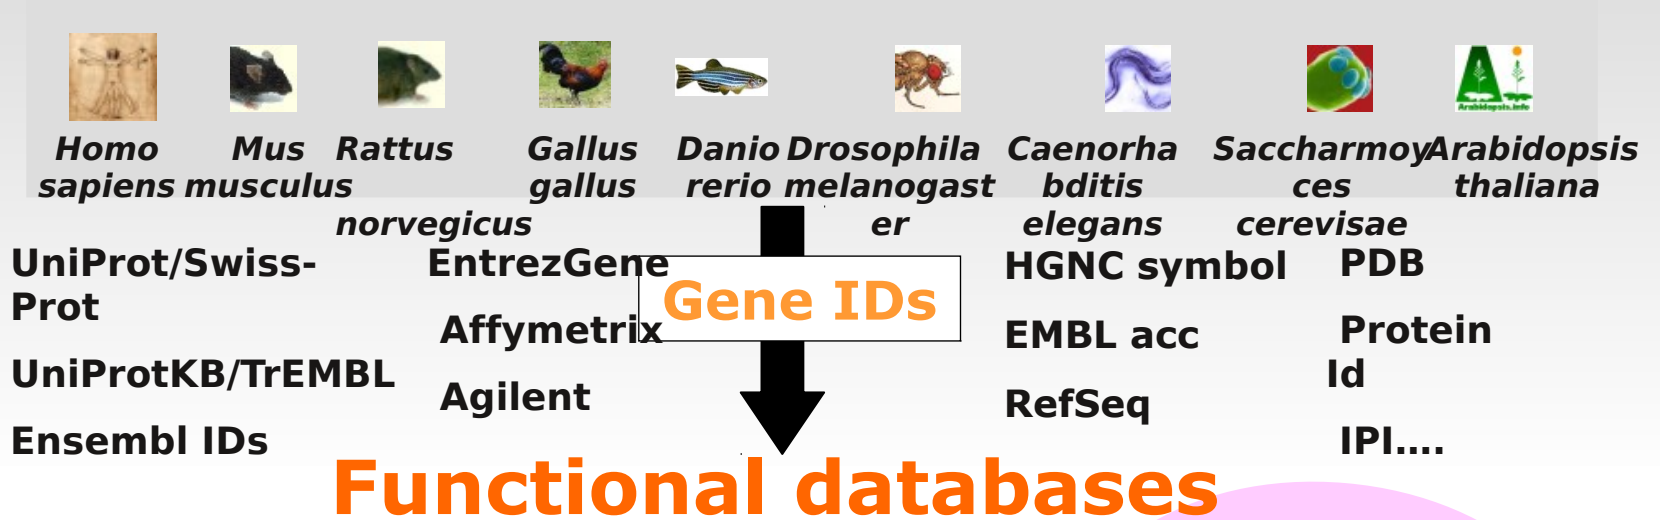 Homo
sapiens
Mus
musculus
Rattus
norvegicus
Gallus
gallus
Danio
rerio
Drosophila
melanogast
er
Caenorha
bditis
elegans
Saccharmoy
ces
cerevisae
Arabidopsis
thaliana
Arabidopsis.info
UniProt/Swiss-
Prot
UniProtKB/TrEMBL
Ensembl IDs
EntrezGene
Affymetrix
Agilent
Gene IDs
HGNC symbol
EMBL acc
RefSeq
PDB
Protein
Id
IPI....
Functional databases